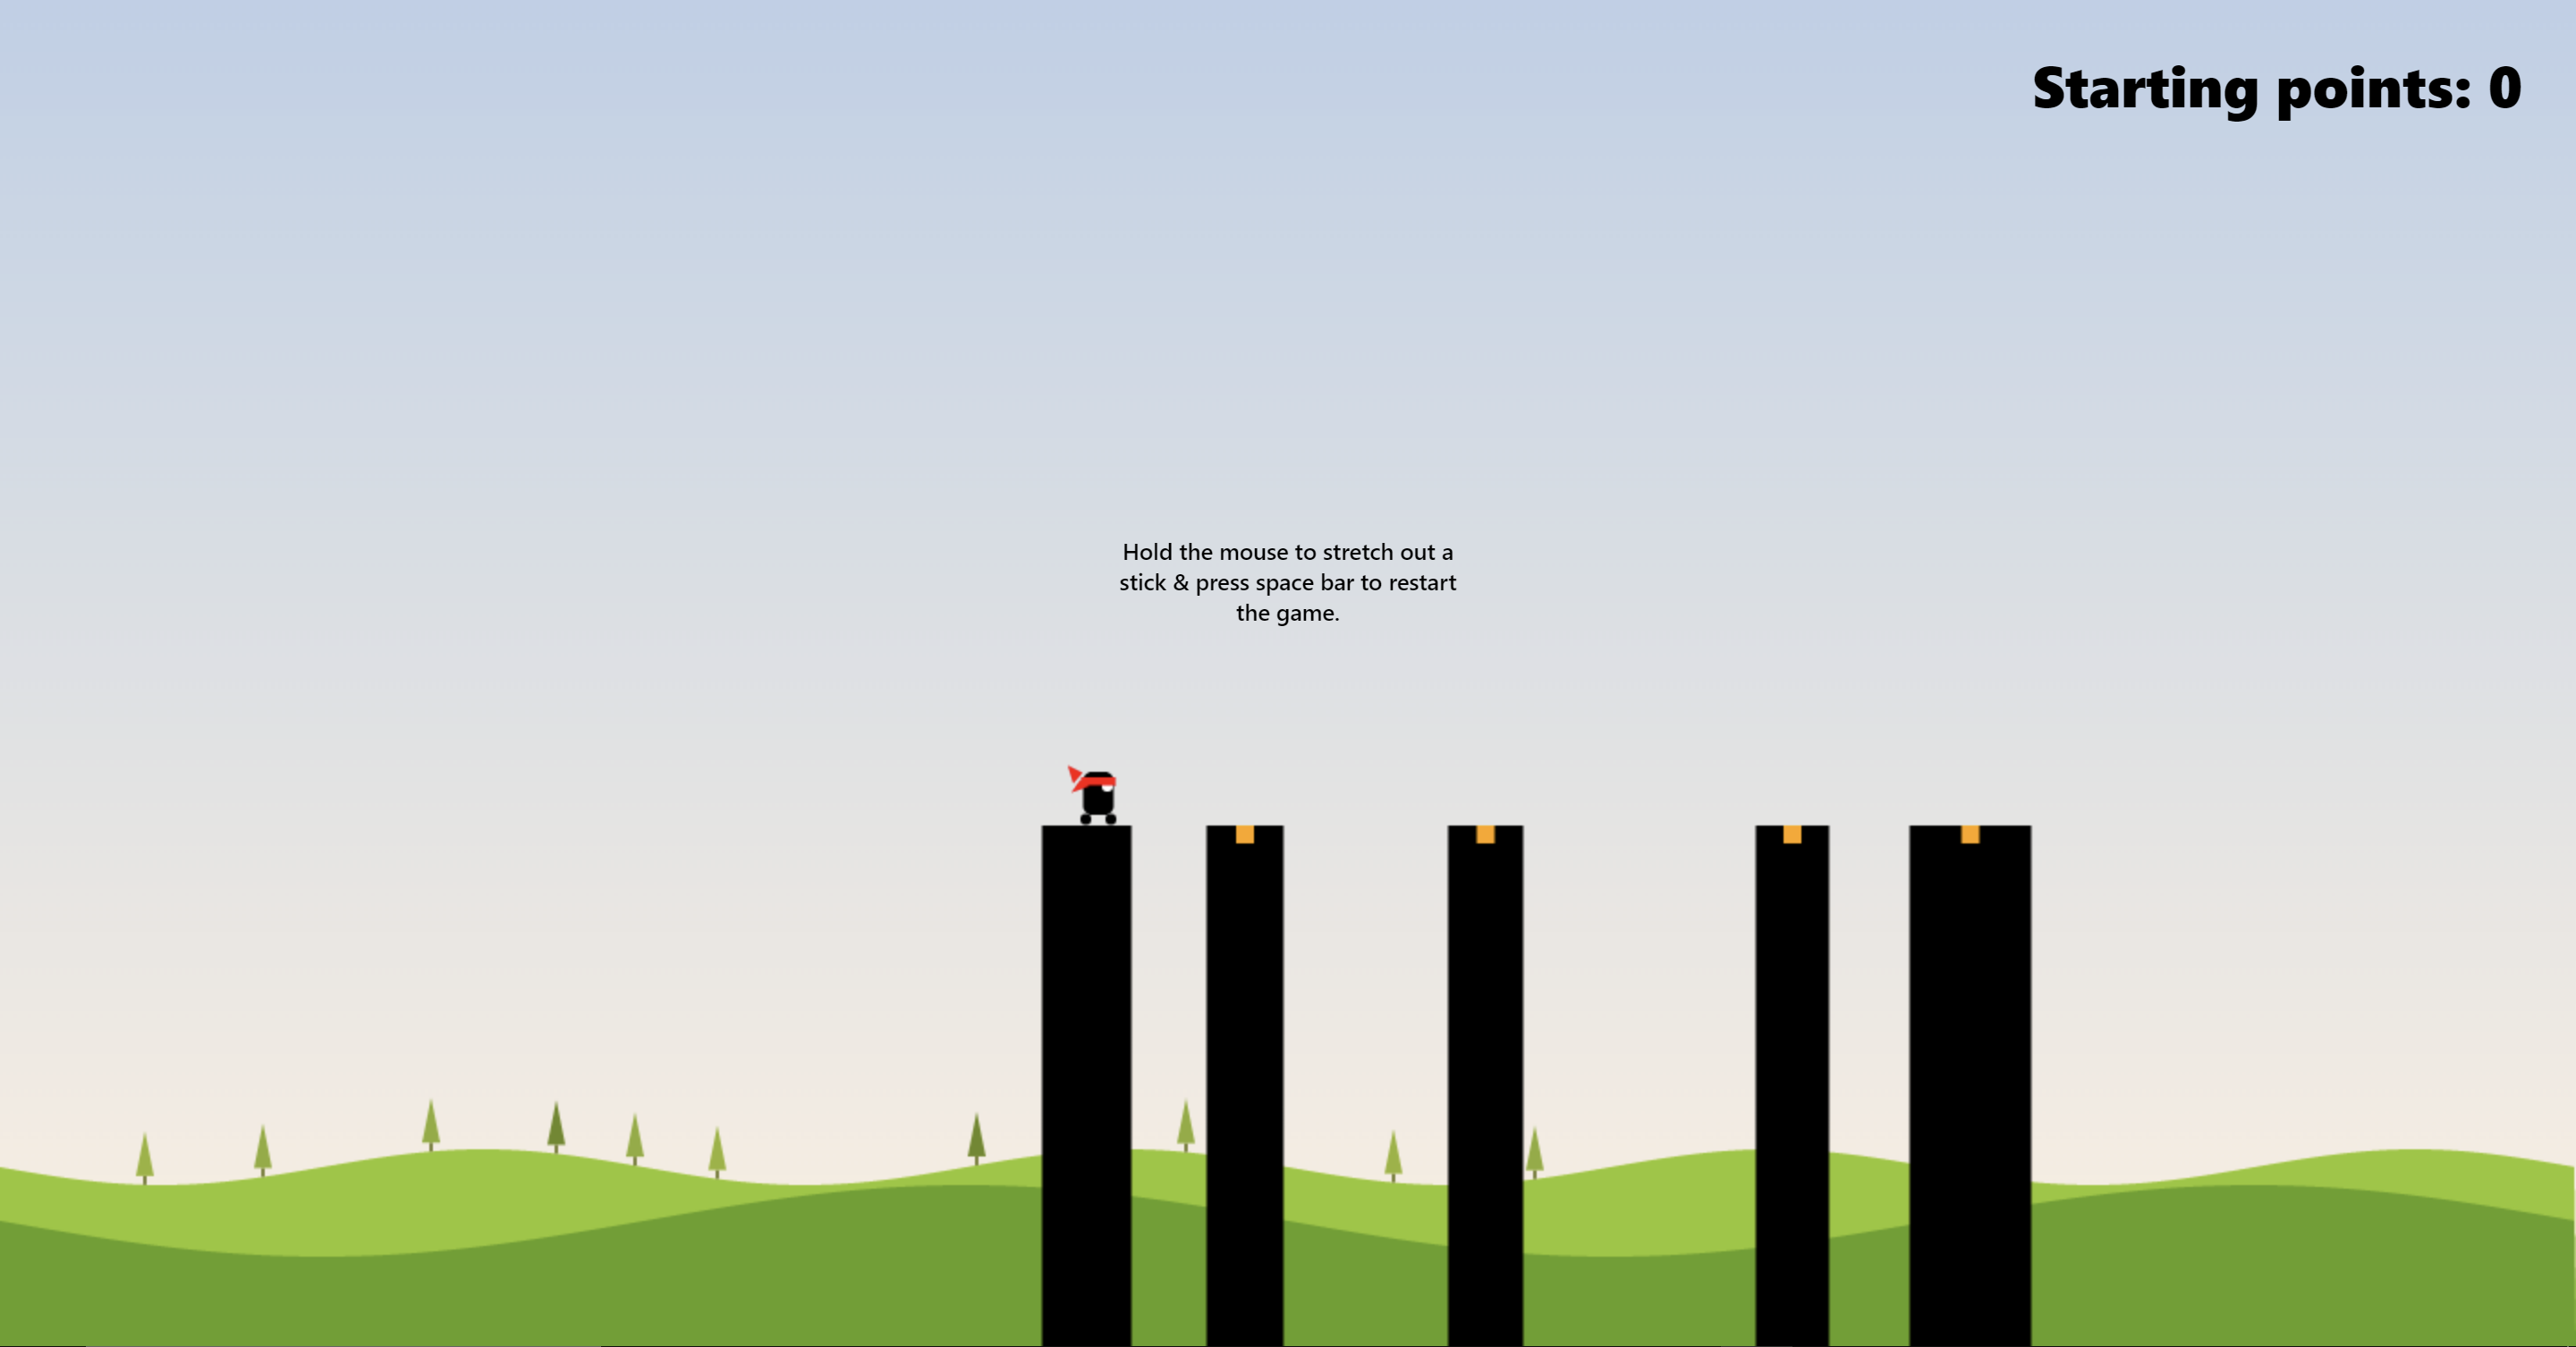 Starting points: 0
Hold the mouse to stretch out a
stick & press space bar to restart
the game.